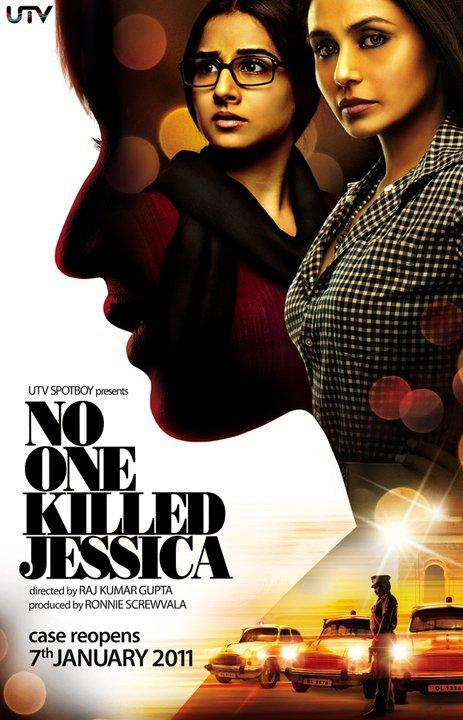 UTV
UTV SPOTBOY presents
NO
ONE
KILLED
JESSICA
directed by RAJ KUMAR GUPTA
produced by RONNIE SCREWVALA
case reopens
7th JANUARY 2011